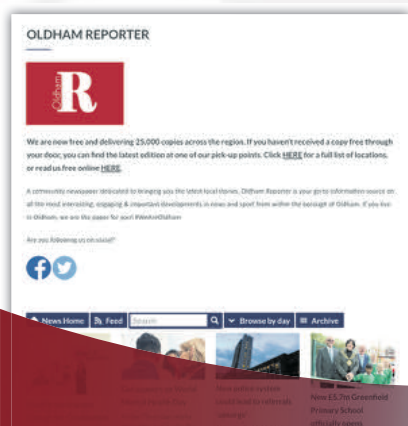 OLDHAM REPORTER
Oldham
R
We are now free and delivering 25,000 copies across the region. If you haven't received a copy free through
your door, you can find the latest edition at one of our pick-up points. Click HERE for a full list of locations,
or read us free online HERE.
A community newspaper dedicated to bringing you the latest local stories, Oldham Reporter is your go to information source on
all the most interesting, engaging & important developments in news and sport from within the borough of Oldham. If you live
in Oldham, we are the paper for you! #WeAreOldham
Are you following us on social?
News Home Feed Search Browse by day Archive
New £5.7m Greenfield
Primary School
officially opens